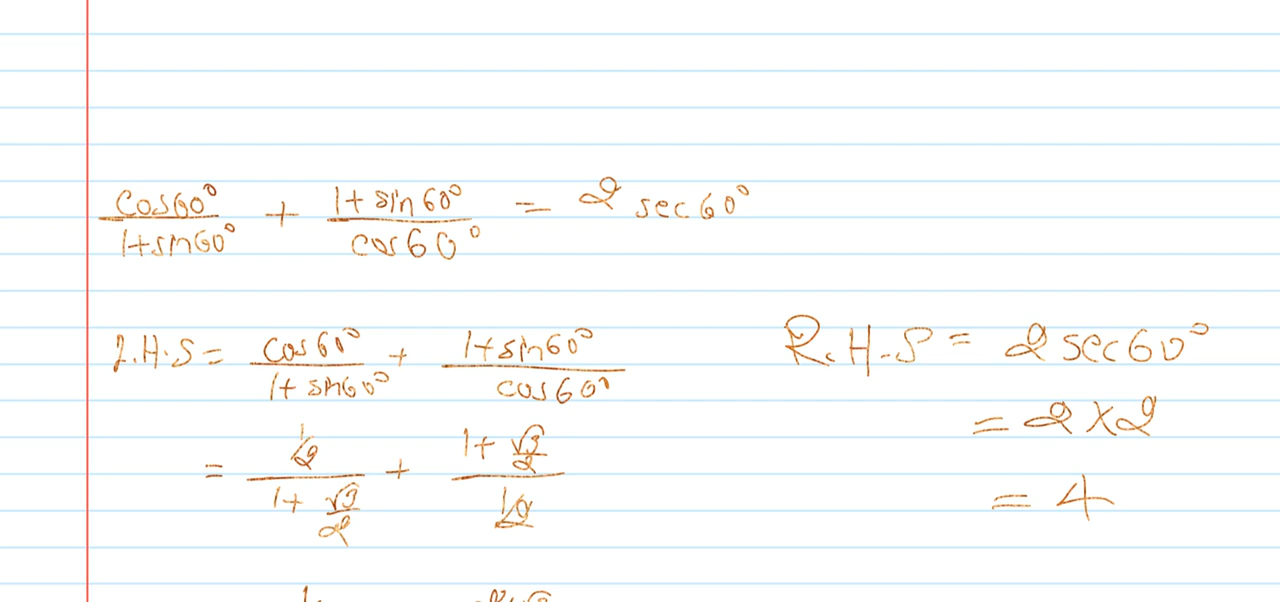 cos60° / 1+sin60° + 1+sin60° / cos60° = 2 sec60°
L.H.S = cos60° / 1+sin60° + 1+sin60° / cos60°
= 1/2 / 1+ √3/2 + 1+ √3/2 / 1/2
R.H.S = 2 sec60°
= 2×2
= 4